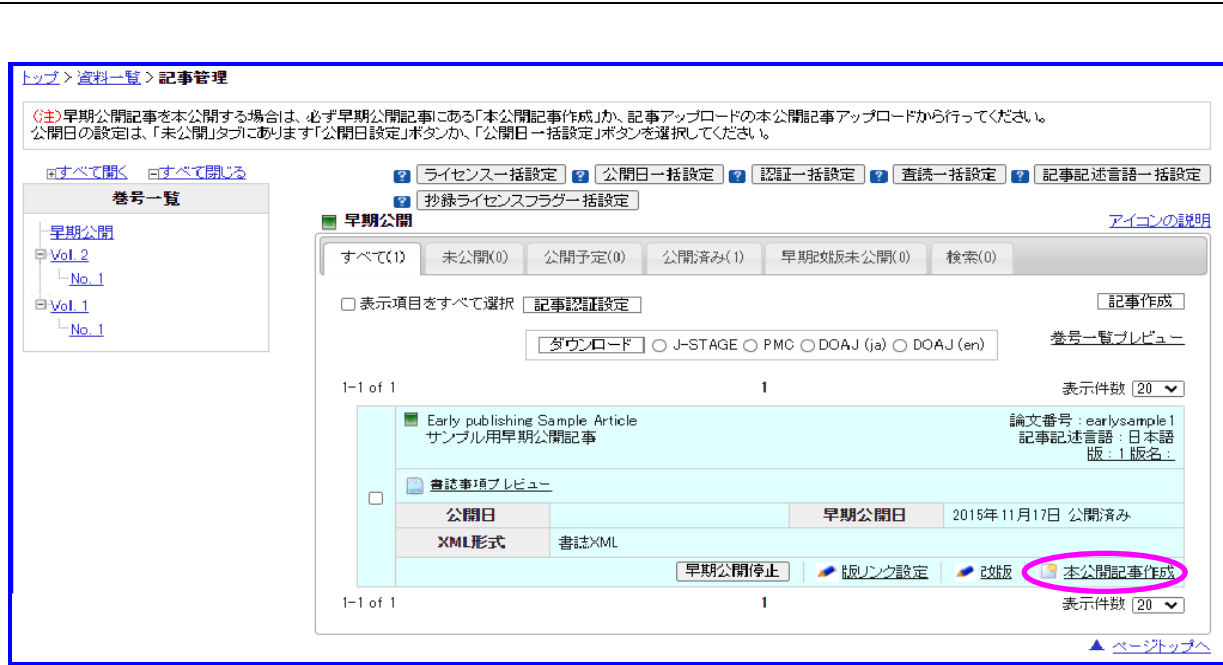 トップ > 資料一覧 > 記事管理
(注)早期公開記事を本公開する場合は、必ず早期公開記事にある「本公開記事作成」か、記事アップロードの本公開記事アップロードから行ってください。
公開日の設定は、「未公開」タブにあります「公開日設定」ボタンか、「公開日一括設定」ボタンを選択してください。
すべて開く すべて閉じる
巻号一覧
早期公開
Vol. 2
No. 1
Vol. 1
No. 1
? ライセンス一括設定 ? 公開日一括設定 ? 認証一括設定 ? 査読一括設定 ? 記事記述言語一括設定
? 抄録ライセンスフラグ一括設定
早期公開 アイコンの説明
すべて(1) 未公開(0) 公開予定(0) 公開済み(1) 早期改版未公開(0) 検索(0)
表示項目をすべて選択 記事認証設定 記事作成
ダウンロード J-STAGE PMC DOAJ (ja) DOAJ (en) 巻号一覧プレビュー
1-1 of 1 1 表示件数 20
Early publishing Sample Article 論文番号 : earlysample1
サンプル用早期公開記事 記事記述言語 : 日本語
版 : 1 版名 :
書誌事項プレビュー
公開日 早期公開日 2015年11月17日 公開済み
XML形式 書誌XML
早期公開停止 版リンク設定 改版 本公開記事作成
1-1 of 1 1 表示件数 20
▲ ページトップへ